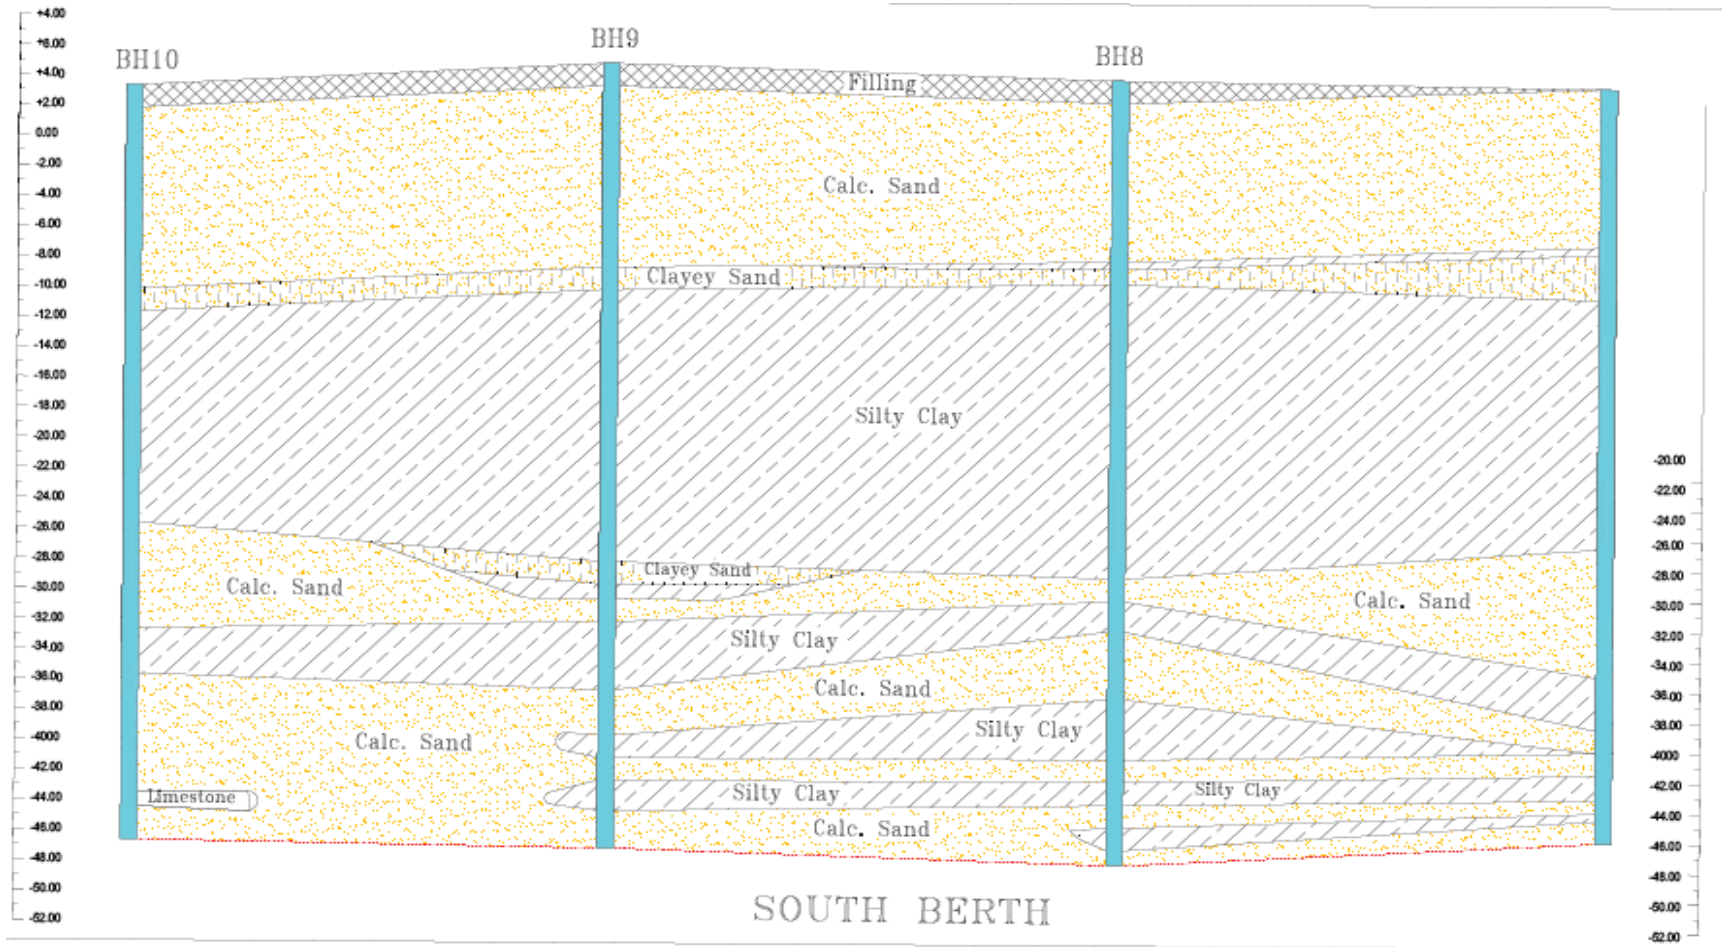 +4.00
+6.00
+4.00
+2.00
0.00
-2.00
-4.00
-6.00
-8.00
-10.00
-12.00
-14.00
-16.00
-18.00
-20.00
-22.00
-24.00
-26.00
-28.00
-30.00
-32.00
-34.00
-36.00
-38.00
-4000
-42.00
-44.00
-46.00
-48.00
-50.00
-52.00
BH10
BH9
BH8
Filling
Calc. Sand
Clayey Sand
Silty Clay
Clayey Sand
Calc. Sand
Calc. Sand
Silty Clay
Calc. Sand
Silty Clay
Calc. Sand
Limestone
Silty Clay
Silty Clay
Calc. Sand
-20.00
-22.00
-24.00
-26.00
-28.00
-30.00
-32.00
-34.00
-36.00
-38.00
-4000
-42.00
-44.00
-46.00
-48.00
-50.00
-52.00
SOUTH BERTH